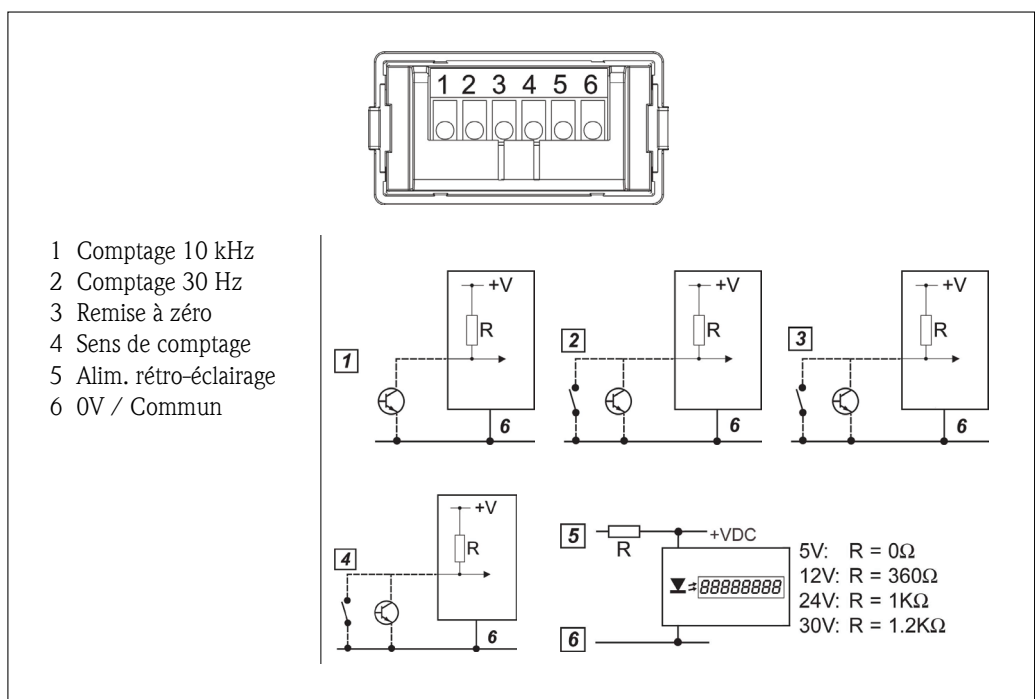 1 2 3 4 5 6
1 Comptage 10 kHz
2 Comptage 30 Hz
3 Remise à zéro
4 Sens de comptage
5 Alim. rétro-éclairage
6 0V / Commun
+V
R
1
6
+V
R
2
6
+V
R
3
6
+V
R
4
6
5
R
+VDC
88888888
6
5V: R = 0Ω
12V: R = 360Ω
24V: R = 1KΩ
30V: R = 1.2KΩ